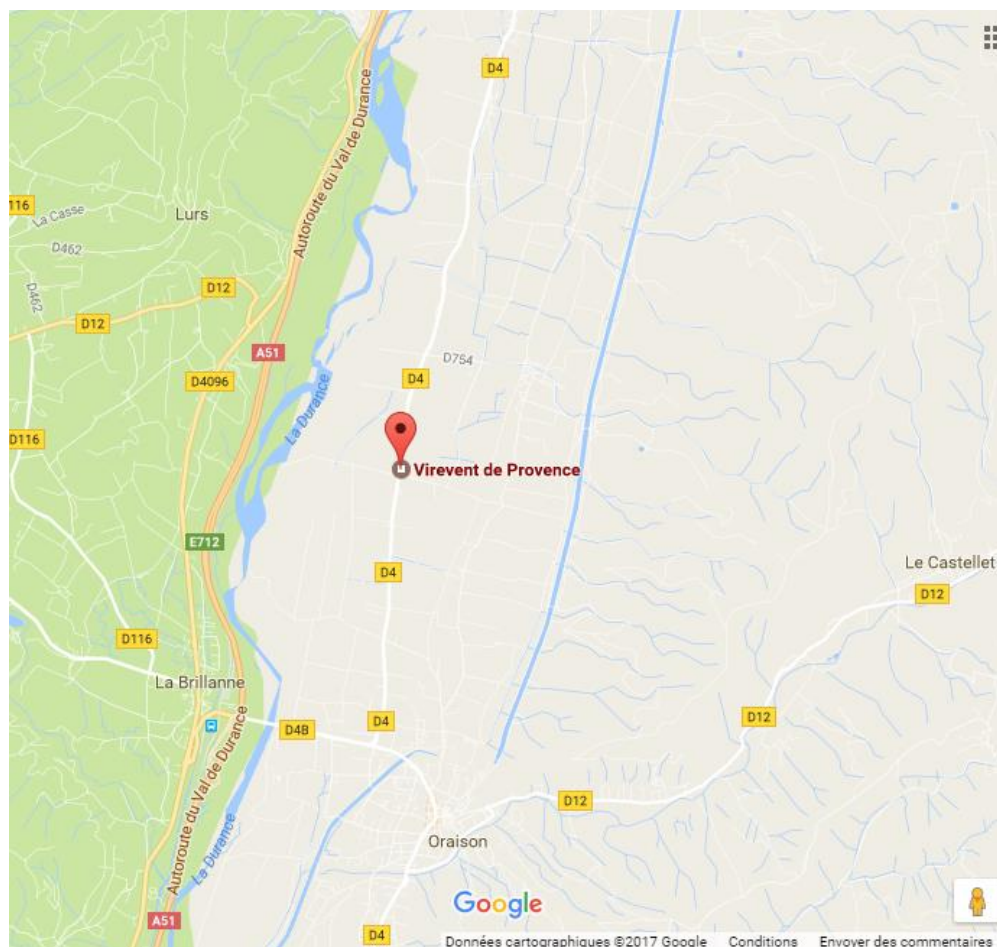 D4
116
La Casse
Lurs
D462
D462
Autoroute du Val de Durance
D12
D12
A51
D4096
La Durance
D754
D4
D116
Virevent de Provence
E712
D4
Le Castellet
D12
D116
La Brillanne
D4B
D4
D12
D12
Autoroute du Val de Durance
Oraison
La Durance
A51
D4
Google
Données cartographiques ©2017 Google Conditions Envoyer des commentaires